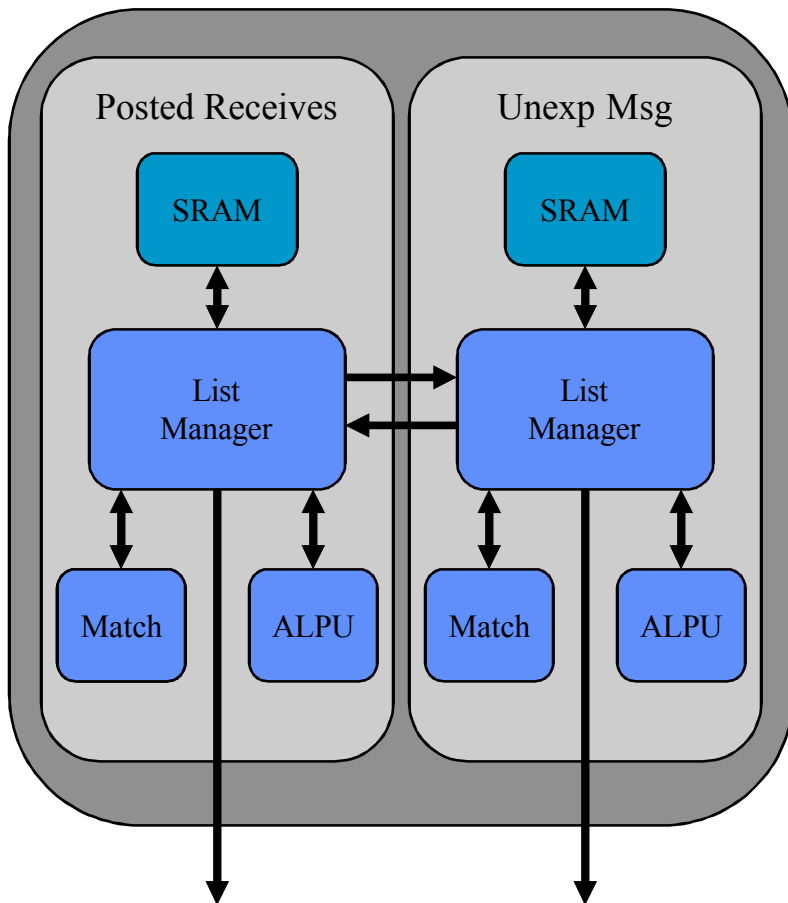 Posted Receives
SRAM
List
Manager
Match
ALPU
Unexp Msg
SRAM
List
Manager
Match
ALPU